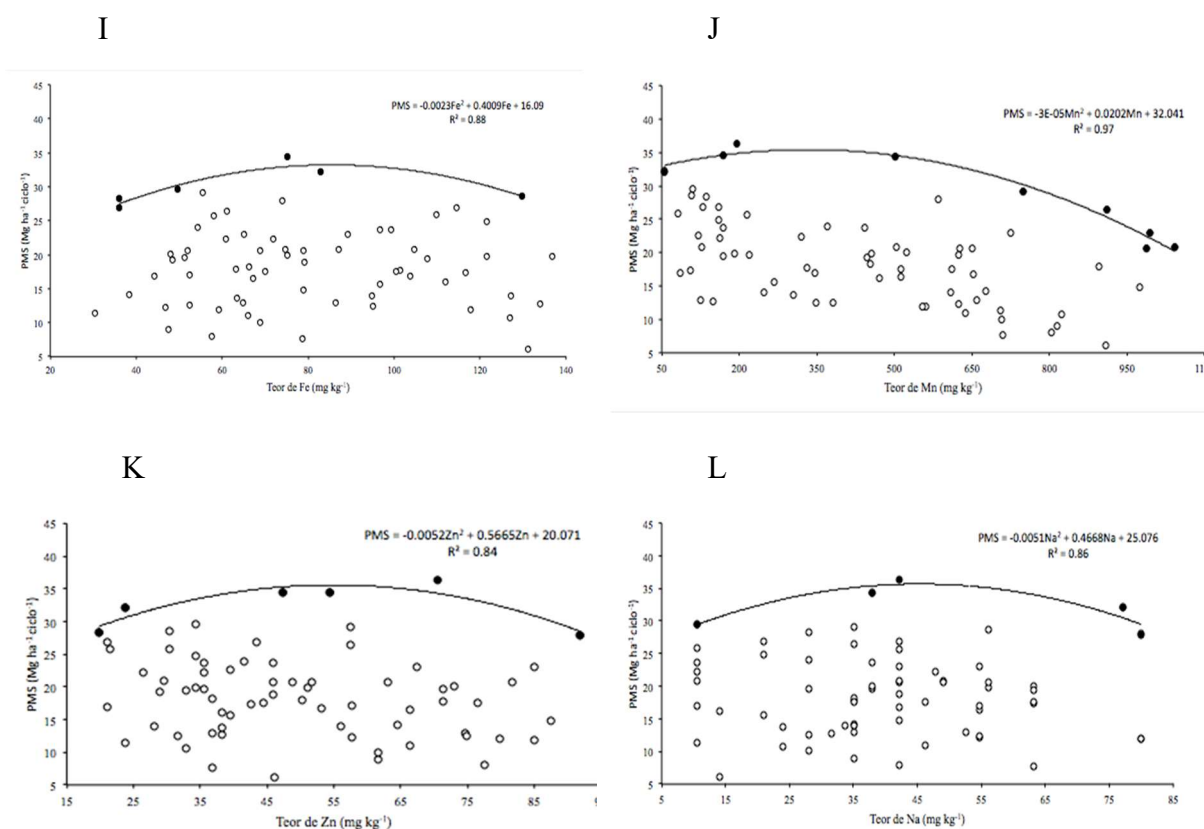 I
J
PMS (Mg ha⁻¹ ciclo⁻¹)
45
40
35
30
25
20
15
10
5
PMS = -0.0023Fe² + 0.4009Fe + 16.09
R² = 0.88
20 40 60 80 100 120 140
Teor de Fe (mg kg⁻¹)
PMS (Mg ha⁻¹ ciclo⁻¹)
45
40
35
30
25
20
15
10
5
PMS = -3E-05Mn² + 0.0202Mn + 32.041
R² = 0.97
50 200 350 500 650 800 950
Teor de Mn (mg kg⁻¹)
K
L
PMS (Mg ha⁻¹ ciclo⁻¹)
45
40
35
30
25
20
15
10
5
PMS = -0.0052Zn² + 0.5665Zn + 20.071
R² = 0.84
15 25 35 45 55 65 75 85
Teor de Zn (mg kg⁻¹)
PMS (Mg ha⁻¹ ciclo⁻¹)
45
40
35
30
25
20
15
10
5
PMS = -0.0051Na² + 0.4668Na + 25.076
R² = 0.86
5 15 25 35 45 55 65 75 85
Teor de Na (mg kg⁻¹)